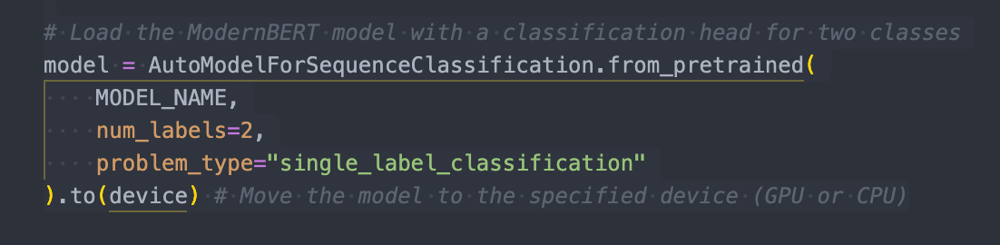 # Load the ModernBERT model with a classification head for two classes
model = AutoModelForSequenceClassification.from_pretrained(
    MODEL_NAME,
    num_labels=2,
    problem_type="single_label_classification"
).to(device) # Move the model to the specified device (GPU or CPU)